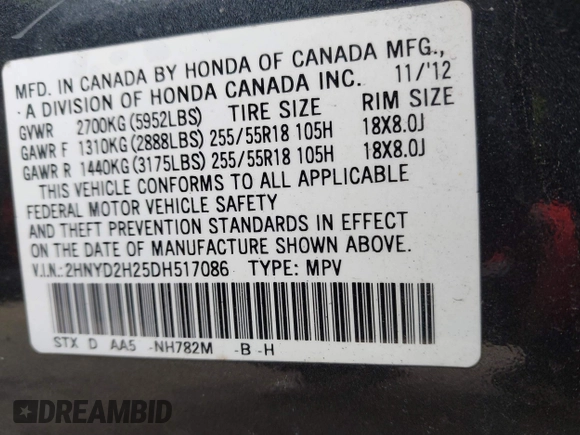 MFD. IN CANADA BY HONDA OF CANADA MFG.,
A DIVISION OF HONDA CANADA INC. 11/'12
GVWR 2700KG (5952LBS) TIRE SIZE RIM SIZE
GAWR F 1310KG (2888LBS) 255/55R18 105H 18X8.0J
GAWR R 1440KG (3175LBS) 255/55R18 105H 18X8.0J
THIS VEHICLE CONFORMS TO ALL APPLICABLE
FEDERAL MOTOR VEHICLE SAFETY
AND THEFT PREVENTION STANDARDS IN EFFECT
ON THE DATE OF MANUFACTURE SHOWN ABOVE.
V.I.N.: 2HNYD2H25DH517086 TYPE: MPV
STX D AA5 -NH782M -B -H
DREAMBID